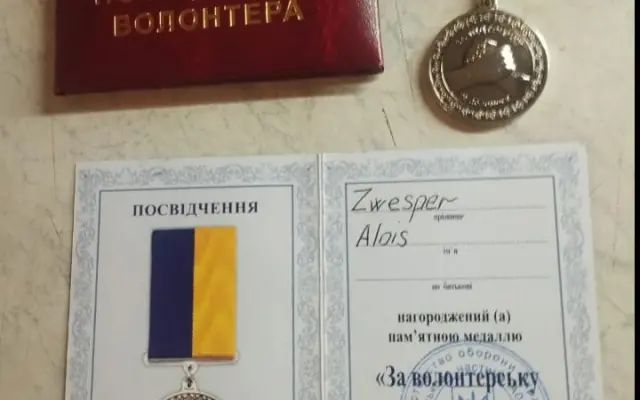 ВОЛОНТЕРА
ПОСВІДЧЕННЯ
Zwesper
прізвище
Alois
ім'я
по батькові
нагороджений (а)
пам'ятною медаллю
«За волонтерську